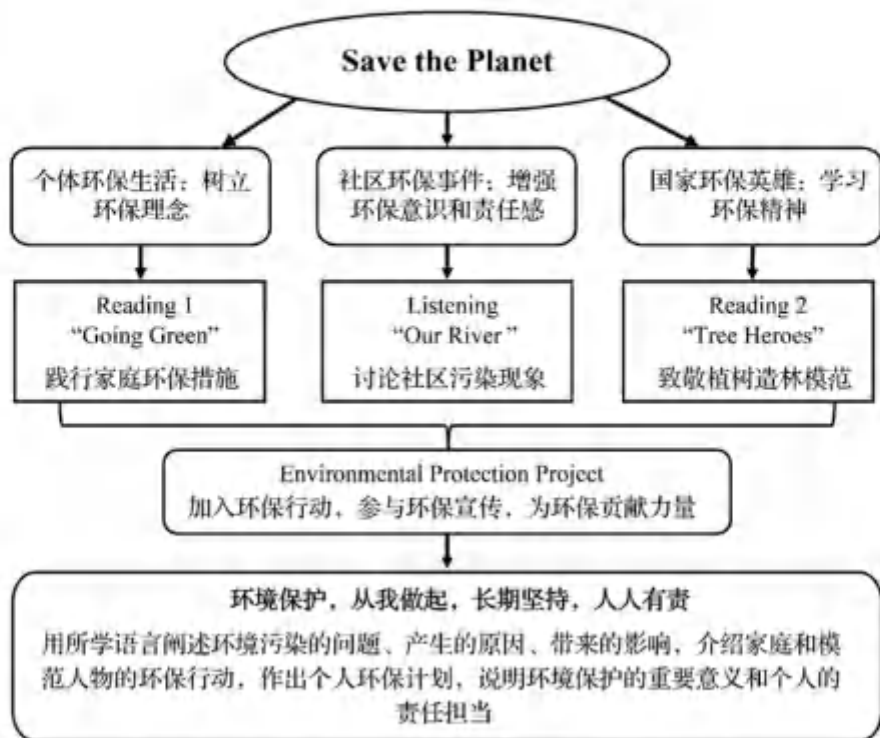 Save the Planet
个体环保生活：树立
环保理念
社区环保事件：增强
环保意识和责任感
国家环保英雄：学习
环保精神
Reading 1
“Going Green”
践行家庭环保措施
Listening
“Our River ”
讨论社区污染现象
Reading 2
“Tree Heroes”
致敬植树造林模范
Environmental Protection Project
加入环保行动，参与环保宣传，为环保贡献力量
环境保护，从我做起，长期坚持，人人有责
用所学语言阐述环境污染的问题、产生的原因、带来的影响，介绍家庭和模
范人物的环保行动，作出个人环保计划，说明环境保护的重要意义和个人的
责任担当